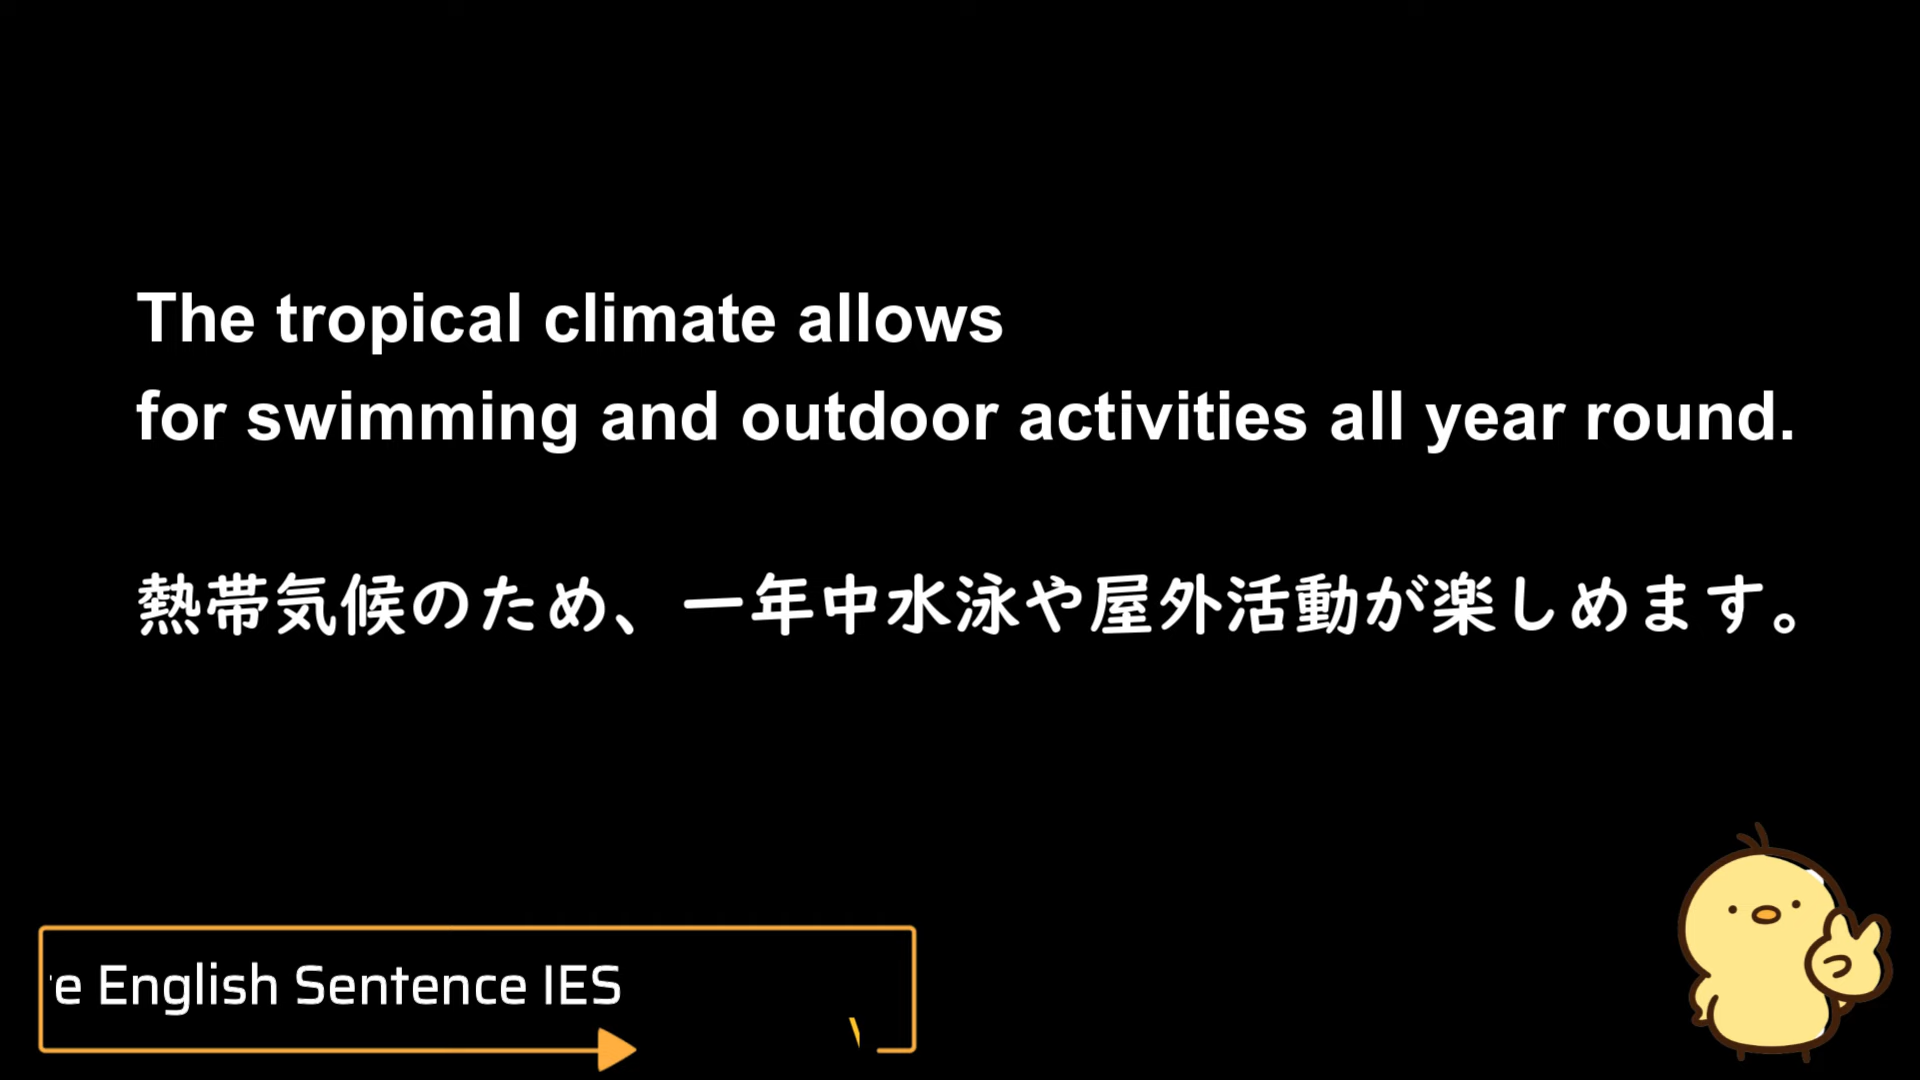 The tropical climate allows
for swimming and outdoor activities all year round.
熱帯気候のため、一年中水泳や屋外活動が楽しめます。
e English Sentence IES